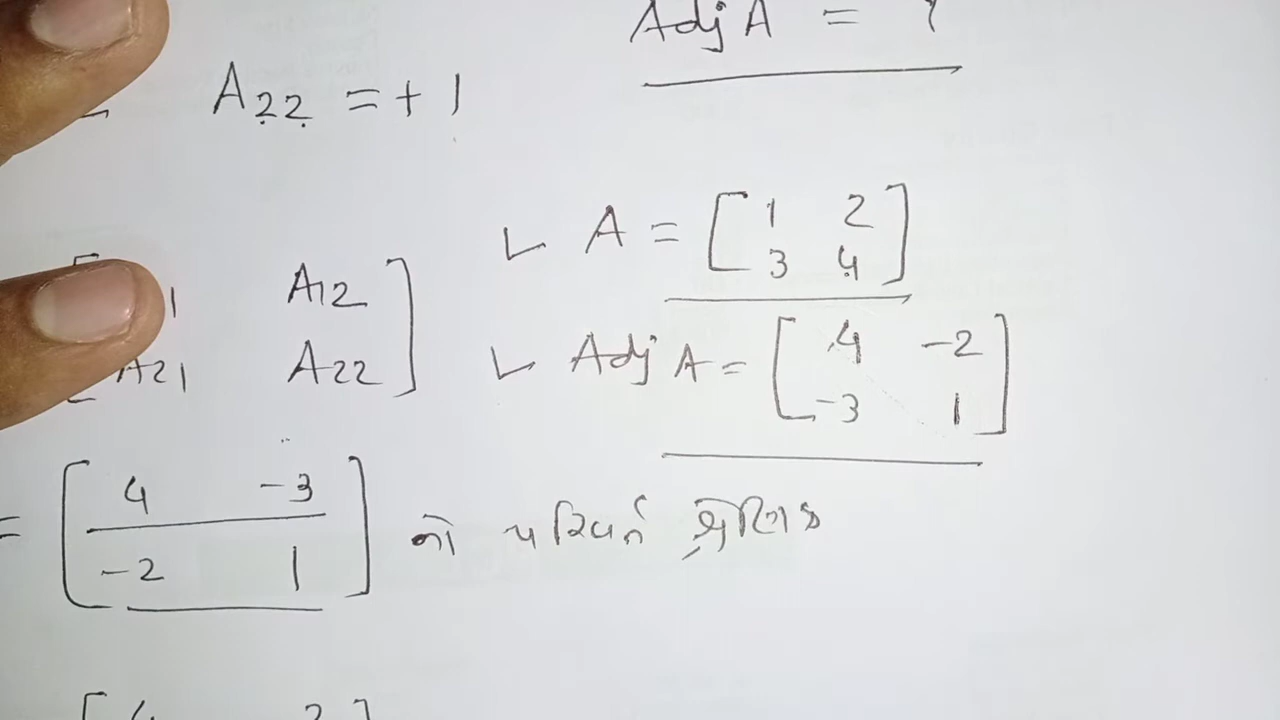 Adj A = ?
A22 = + 1
A = [ 1 2
3 4 ]
A12 ]
A21 A22 ]
Adj A = [ 4 -2
-3 1 ]
= [ 4 -3
-2 1 ] નો પરિવર્ત શ્રેણિક